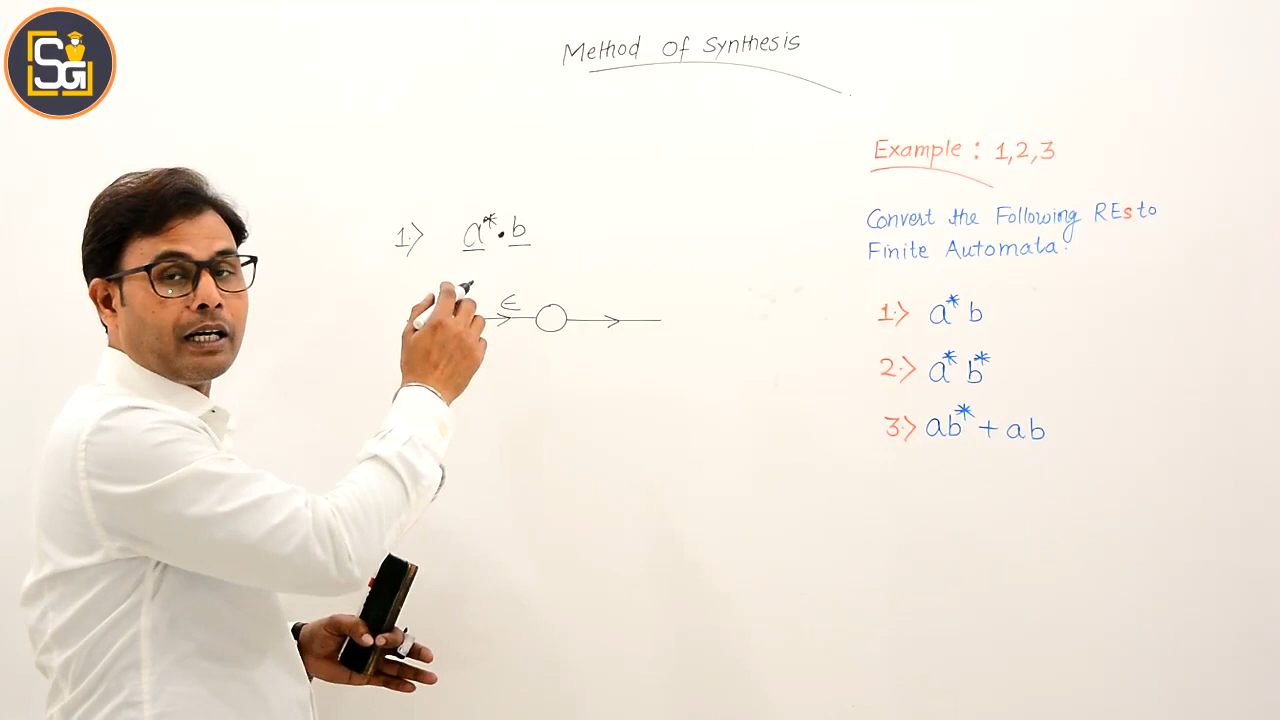 SG
Method Of Synthesis
Example : 1,2,3
Convert the Following REs to
Finite Automata.
1.> a* b
2.> a* b*
3.> ab* + ab
1.> a* . b
ϵ